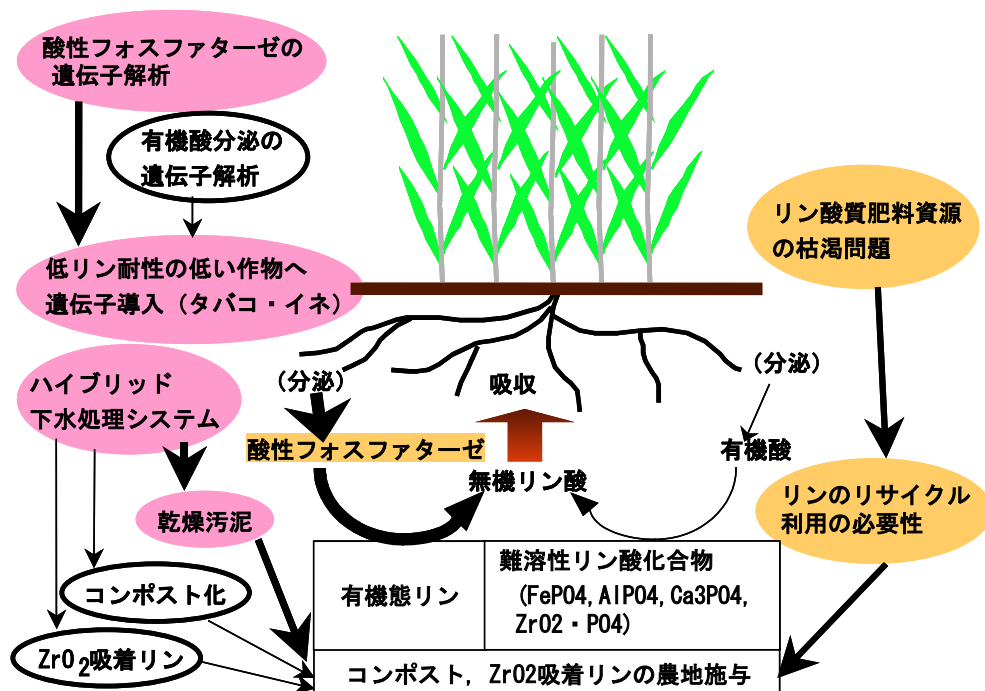 酸性フォスファターゼの
遺伝子解析
有機酸分泌の
遺伝子解析
低リン耐性の低い作物へ
遺伝子導入（タバコ・イネ）
リン酸質肥料資源
の枯渇問題
ハイブリッド
下水処理システム
（分泌）
吸収
（分泌）
酸性フォスファターゼ
有機酸
無機リン酸
リンのリサイクル
利用の必要性
乾燥汚泥
コンポスト化
ZrO2吸着リン
有機態リン
難溶性リン酸化合物
(FePO4,AlPO4,Ca3PO4,
ZrO2・PO4)
コンポスト, ZrO2吸着リンの農地施与